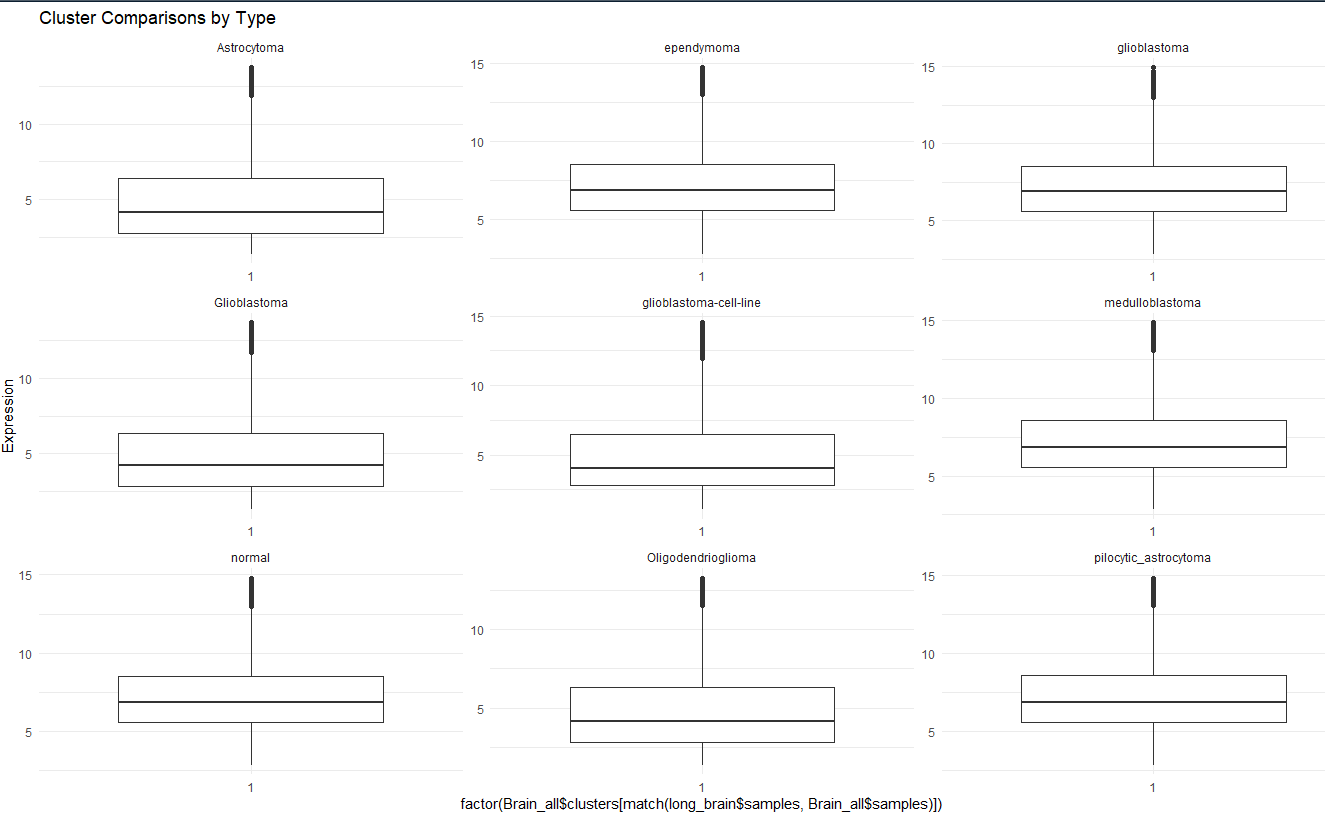 Cluster Comparisons by Type
Astrocytoma
ependymoma
glioblastoma
10
5
1
15
10
5
1
15
10
5
1
Glioblastoma
glioblastoma-cell-line
medulloblastoma
10
5
1
15
10
5
1
15
10
5
1
Expression
normal
Oligodendrioglioma
pilocytic_astrocytoma
15
10
5
1
10
5
1
15
10
5
1
factor(Brain_all$clusters[match(long_brain$samples, Brain_all$samples)])